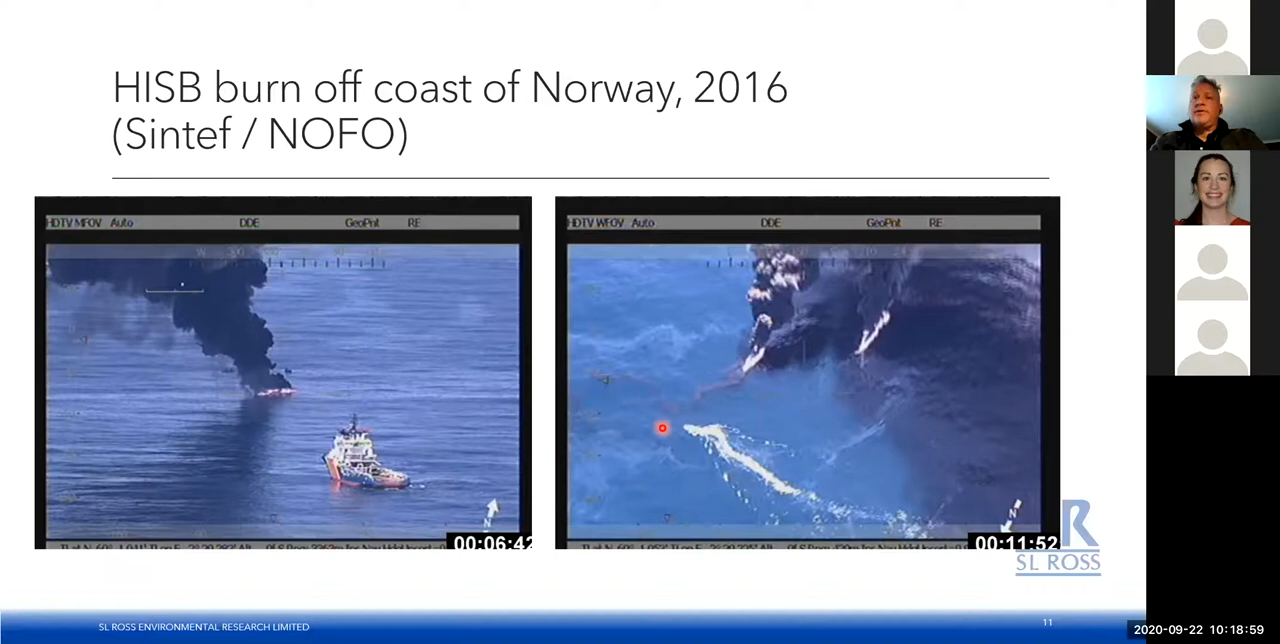 HISB burn off coast of Norway, 2016
(Sintef / NOFO)
HDTV MFOV Auto DDE GeoPnt RE
N
00:06:42
HDTV WFOV Auto DDE GeoPnt RE
N
00:11:52
R
SL ROSS
SL ROSS ENVIRONMENTAL RESEARCH LIMITED
11
2020-09-22 10:18:59